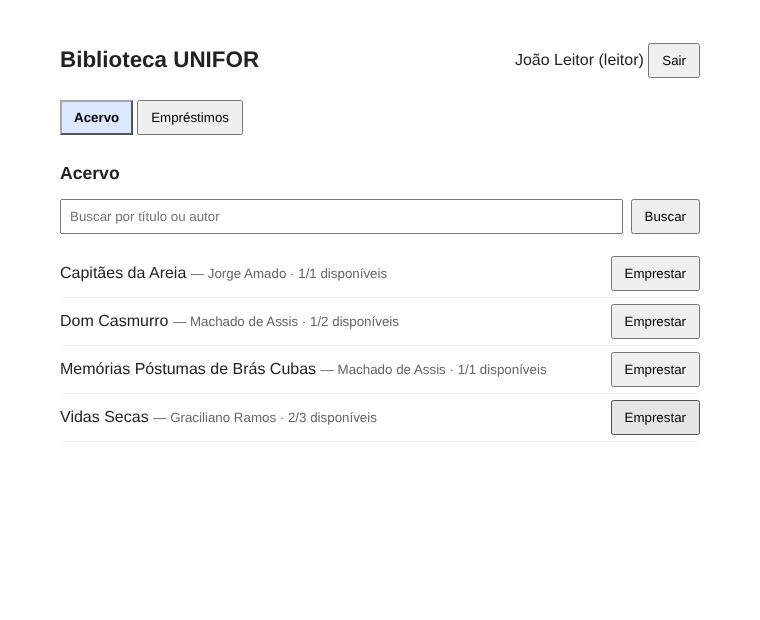 Biblioteca UNIFOR
João Leitor (leitor) Sair
Acervo Empréstimos
Acervo
Buscar por título ou autor Buscar
Capitães da Areia — Jorge Amado · 1/1 disponíveis Emprestar
Dom Casmurro — Machado de Assis · 1/2 disponíveis Emprestar
Memórias Póstumas de Brás Cubas — Machado de Assis · 1/1 disponíveis Emprestar
Vidas Secas — Graciliano Ramos · 2/3 disponíveis Emprestar